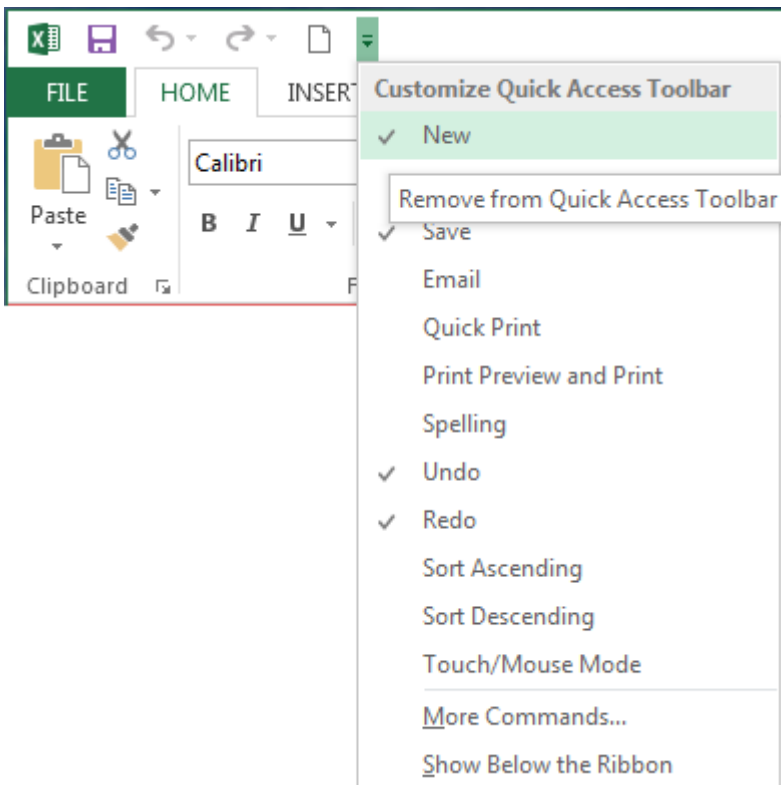 FILE HOME INSERT
Customize Quick Access Toolbar
New
Calibri
Remove from Quick Access Toolbar
Paste
B I U
Save
Clipboard
F
Email
Quick Print
Print Preview and Print
Spelling
Undo
Redo
Sort Ascending
Sort Descending
Touch/Mouse Mode
More Commands...
Show Below the Ribbon